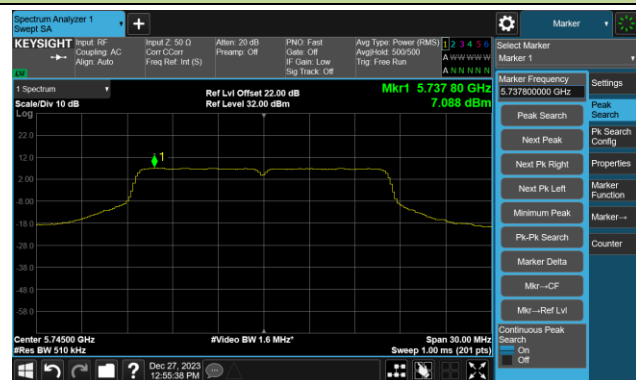 Spectrum Analyzer 1
Swept SA
+
Marker
KEYSIGHT
Input: RF
Coupling: AC
Align: Auto
Input Z: 50 Ω
Corr CCorr
Freq Ref: Int (S)
Atten: 20 dB
Preamp: Off
PNO: Fast
Gate: Off
IF Gain: Low
Sig Track: Off
Avg Type: Power (RMS)
Avg|Hold: 500/500
Trig: Free Run
1 2 3 4 5 6
A W W W W W
A N N N N N
LW
Select Marker
Marker 1
1 Spectrum
Scale/Div 10 dB
Log
Ref Lvl Offset 22.00 dB
Ref Level 32.00 dBm
Mkr1 5.737 80 GHz
7.088 dBm
22.0
12.0
2.00
-8.00
-18.0
-28.0
-38.0
-48.0
-58.0
1
Center 5.74500 GHz
#Res BW 510 kHz
#Video BW 1.6 MHz*
Span 30.00 MHz
Sweep 1.00 ms (201 pts)
Marker Frequency
5.737800000 GHz
Peak Search
Next Peak
Next Pk Right
Next Pk Left
Minimum Peak
Pk-Pk Search
Marker Delta
Mkr→CF
Mkr→Ref Lvl
Continuous Peak
Search
On
Off
Settings
Peak
Search
Pk Search
Config
Properties
Marker
Function
Marker→
Counter
?
Dec 27, 2023
12:55:38 PM